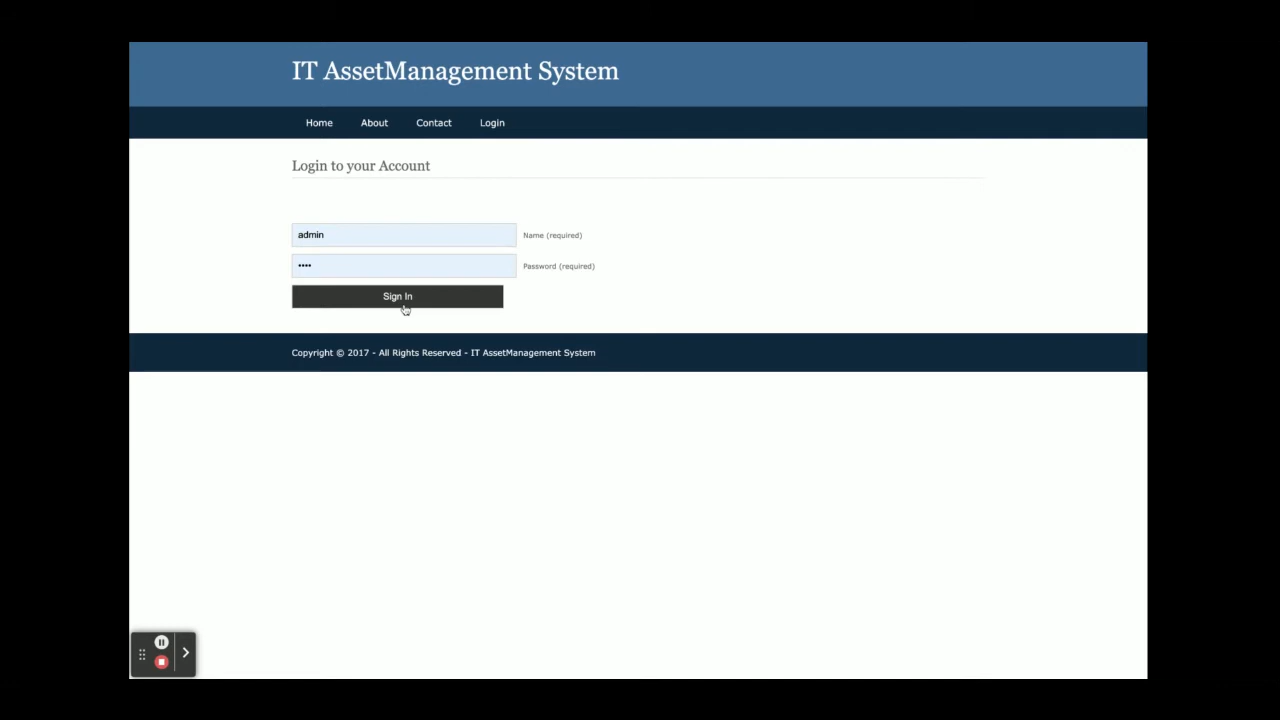 IT AssetManagement System
Home About Contact Login
Login to your Account
admin Name (required)
•••• Password (required)
Sign In
Copyright © 2017 - All Rights Reserved - IT AssetManagement System